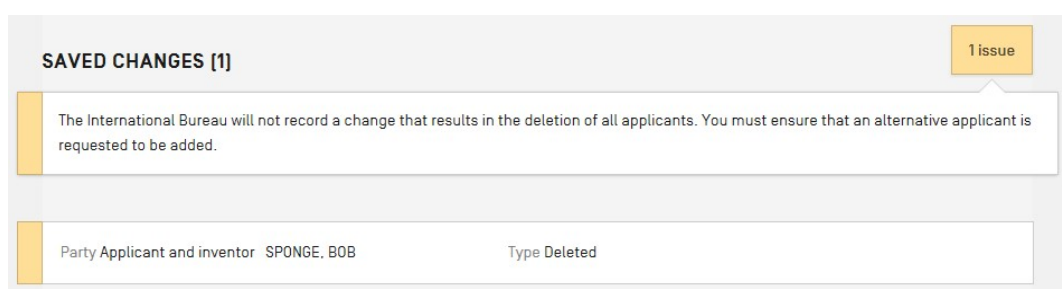 SAVED CHANGES (1)
1 issue
The International Bureau will not record a change that results in the deletion of all applicants. You must ensure that an alternative applicant is
requested to be added.
Party Applicant and inventor SPONGE, BOB Type Deleted